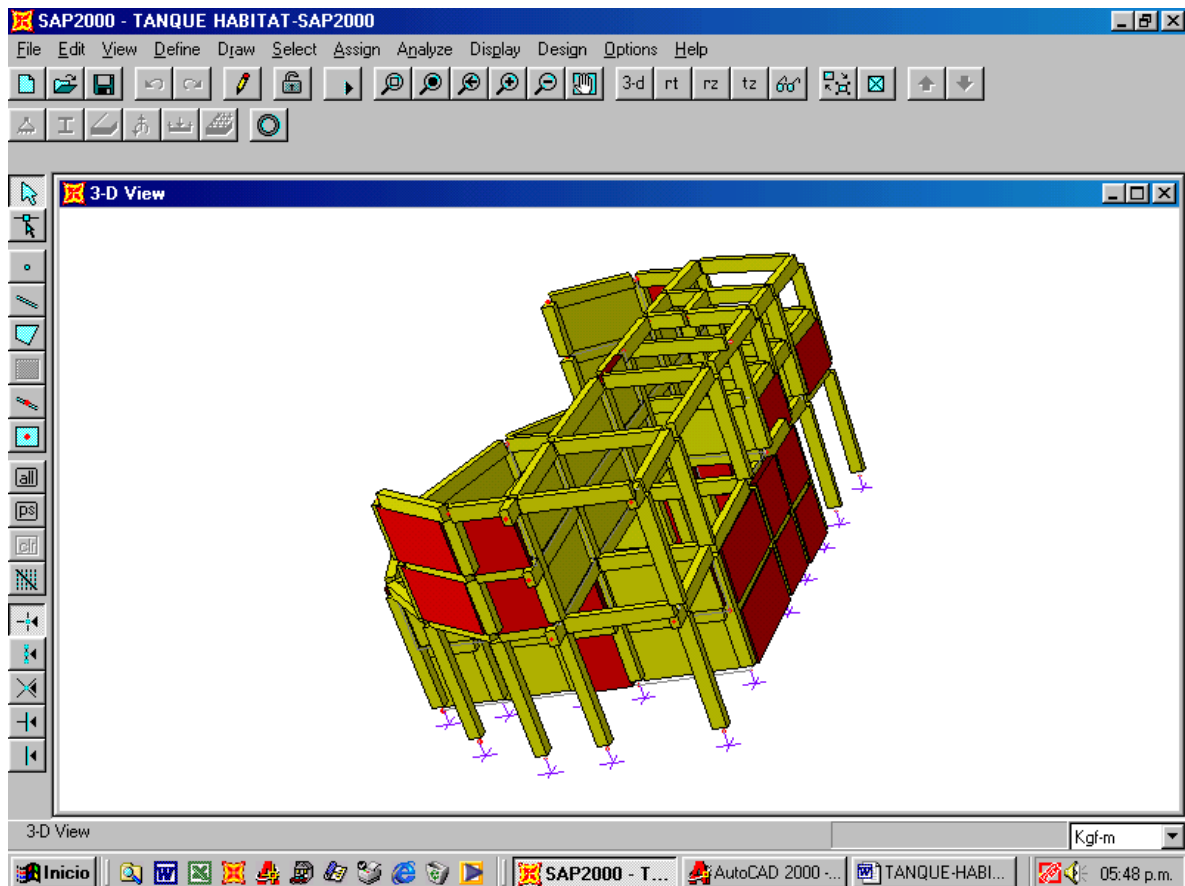 SAP2000 - TANQUE HABITAT-SAP2000
File Edit View Define Draw Select Assign Analyze Display Design Options Help
3-d rt rz tz
3-D View
all
ps
clr
3-D View
Kgf-m
Inicio
SAP2000 - T...
AutoCAD 2000 -...
TANQUE-HABI...
05:48 p.m.